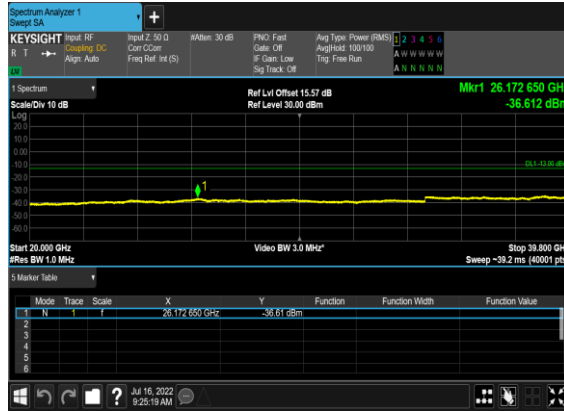 Spectrum Analyzer 1
Swept SA
+
KEYSIGHT Input: RF Input Z: 50 Ω #Atten: 30 dB PNO: Fast Avg Type: Power (RMS) 1 2 3 4 5 6
R T Coupling: DC Corr CCorr Gate: Off Avg|Hold: 100/100 A W W W W W
Align: Auto Freq Ref: Int (S) IF Gain: Low Trig: Free Run
LW Sig Track: Off A N N N N N
1 Spectrum Ref Lvl Offset 15.57 dB Mkr1 26.172 650 GH
Scale/Div 10 dB Ref Level 30.00 dBm -36.612 dBm
Log
20.0
10.0
0.00
-10.0 DL1 -13.00 dB
-20.0
-30.0 1
-40.0
-50.0
-60.0
Start 20.000 GHz Video BW 3.0 MHz* Stop 39.800 GH
#Res BW 1.0 MHz Sweep ~39.2 ms (40001 pts
5 Marker Table
Mode Trace Scale X Y Function Function Width Function Value
1 N 1 f 26.172 650 GHz -36.61 dBm
2
3
4
5
6
? Jul 16, 2022
9:25:19 AM